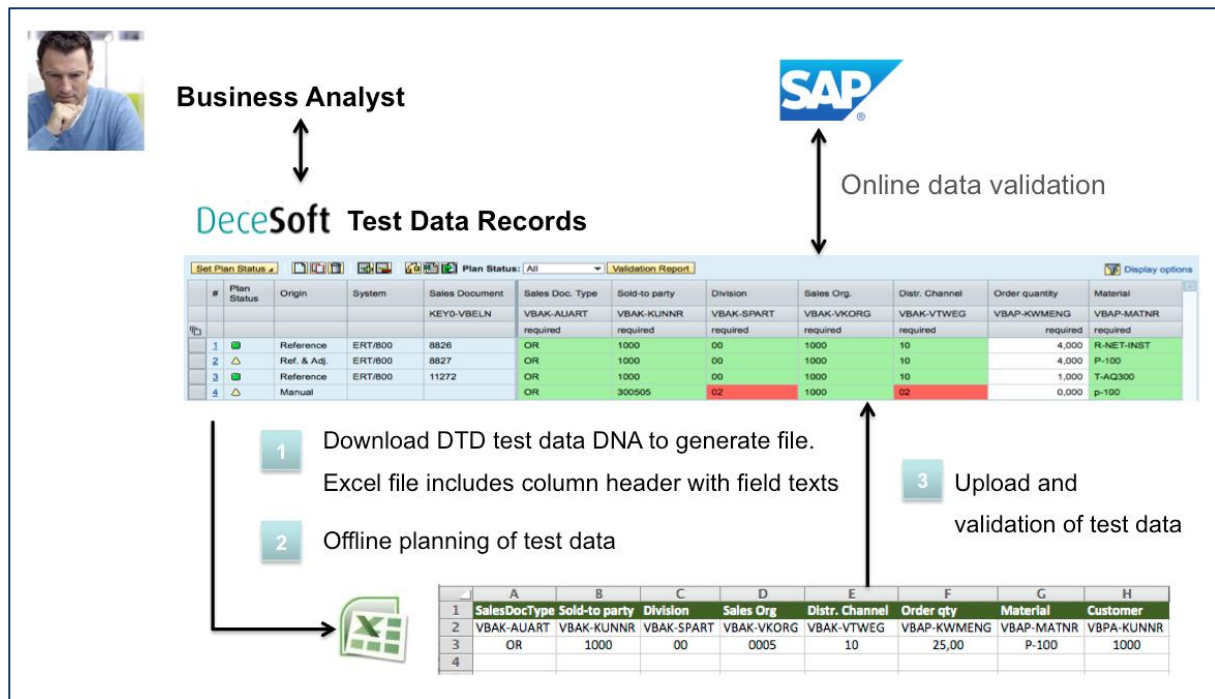 Business Analyst
SAP
®
Online data validation
DeceSoft Test Data Records
Set Plan Status Plan Status: All Validation Report Display options
# Plan Status Origin System Sales Document Sales Doc. Type Sold-to party Division Sales Org. Distr. Channel Order quantity Material
KEY0-VBELN VBAK-AUART VBAK-KUNNR VBAK-SPART VBAK-VKORG VBAK-VTWEG VBAP-KWMENG VBAP-MATNR
required required required required required required required
1 Reference ERT/800 8826 OR 1000 00 1000 10 4,000 R-NET-INST
2 Ref. & Adj. ERT/800 8827 OR 1000 00 1000 10 4,000 P-100
3 Reference ERT/800 11272 OR 1000 00 1000 10 1,000 T-AQ300
4 Manual OR 300505 02 1000 02 0,000 p-100
1 Download DTD test data DNA to generate file.
Excel file includes column header with field texts
2 Offline planning of test data
3 Upload and
validation of test data
A B C D E F G H
1 SalesDocType Sold-to party Division Sales Org Distr. Channel Order qty Material Customer
2 VBAK-AUART VBAK-KUNNR VBAK-SPART VBAK-VKORG VBAK-VTWEG VBAP-KWMENG VBAP-MATNR VBPA-KUNNR
3 OR 1000 00 0005 10 25,00 P-100 1000
4